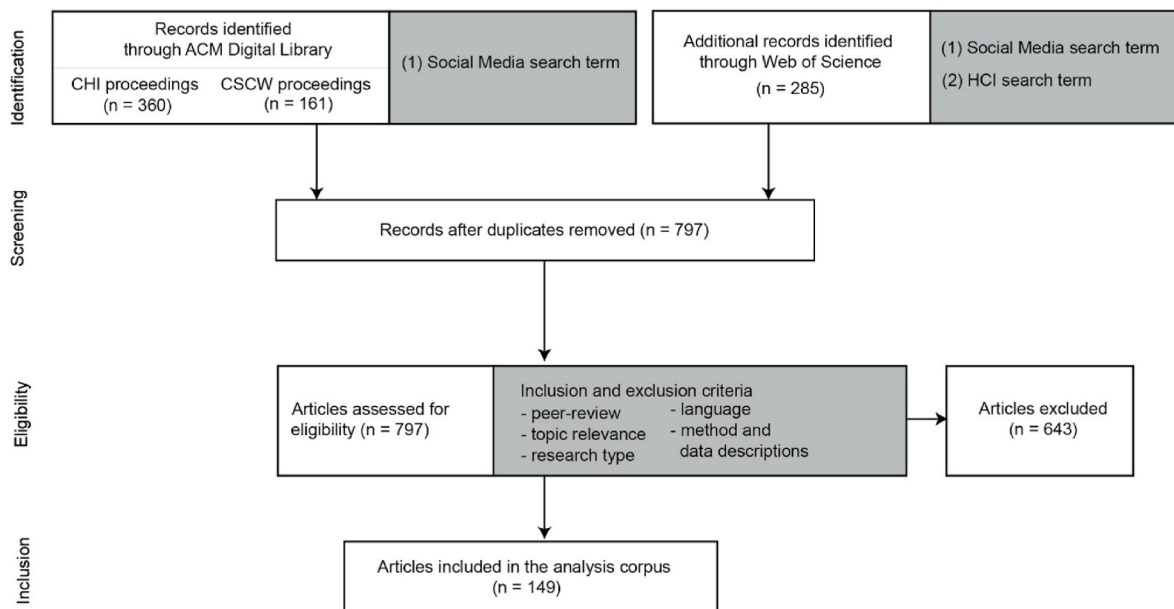 Identification
Records identified
through ACM Digital Library
CHI proceedings
(n = 360)
CSCW proceedings
(n = 161)
(1) Social Media search term
Additional records identified
through Web of Science
(n = 285)
(1) Social Media search term
(2) HCI search term
Screening
Records after duplicates removed (n = 797)
Eligibility
Articles assessed for
eligibility (n = 797)
Inclusion and exclusion criteria
- peer-review
- topic relevance
- research type
- language
- method and
data descriptions
Articles excluded
(n = 643)
Inclusion
Articles included in the analysis corpus
(n = 149)